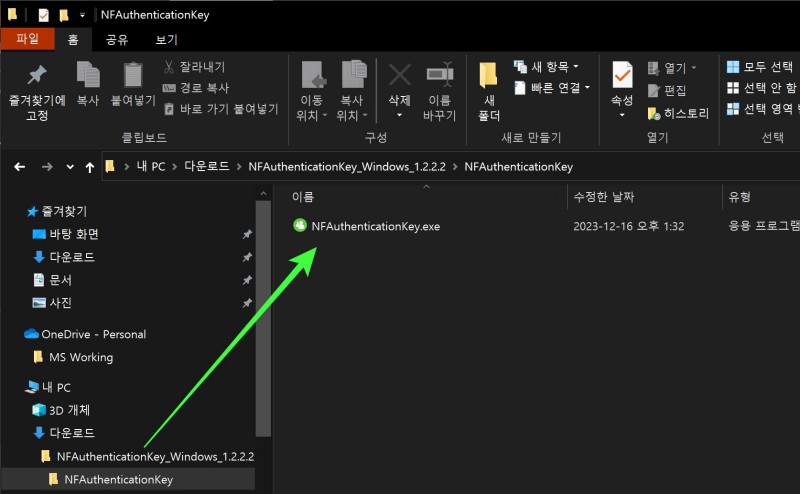 NFAuthenticationKey
파일 홈 공유 보기
즐겨찾기에 고정
복사
붙여넣기
잘라내기
경로 복사
바로 가기 붙여넣기
클립보드
이동 위치
복사 위치
삭제
이름 바꾸기
구성
새 폴더
새 항목
빠른 연결
새로 만들기
속성
열기
편집
히스토리
열기
모두 선택
선택 안 함
선택 영역
선택
내 PC > 다운로드 > NFAuthenticationKey_Windows_1.2.2.2 > NFAuthenticationKey
이름 수정한 날짜 유형
NFAuthenticationKey.exe 2023-12-16 오후 1:32 응용 프로그램
즐겨찾기
바탕 화면
다운로드
문서
사진
OneDrive - Personal
MS Working
내 PC
3D 개체
다운로드
NFAuthenticationKey_Windows_1.2.2.2
NFAuthenticationKey